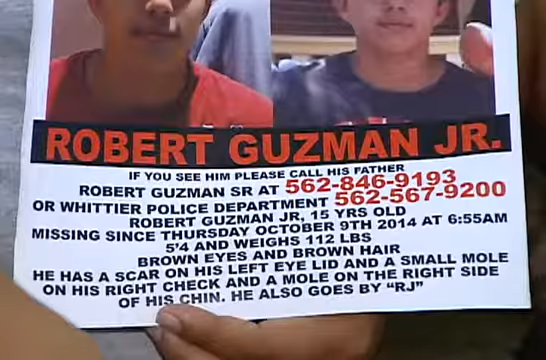 ROBERT GUZMAN JR.
IF YOU SEE HIM PLEASE CALL HIS FATHER
ROBERT GUZMAN SR AT 562-846-9193
OR WHITTIER POLICE DEPARTMENT 562-567-9200
ROBERT GUZMAN JR, 15 YRS OLD
MISSING SINCE THURSDAY OCTOBER 9TH 2014 AT 6:55AM
5'4 AND WEIGHS 112 LBS
BROWN EYES AND BROWN HAIR
HE HAS A SCAR ON HIS LEFT EYE LID AND A SMALL MOLE
ON HIS RIGHT CHECK AND A MOLE ON THE RIGHT SIDE
OF HIS CHIN. HE ALSO GOES BY "RJ"